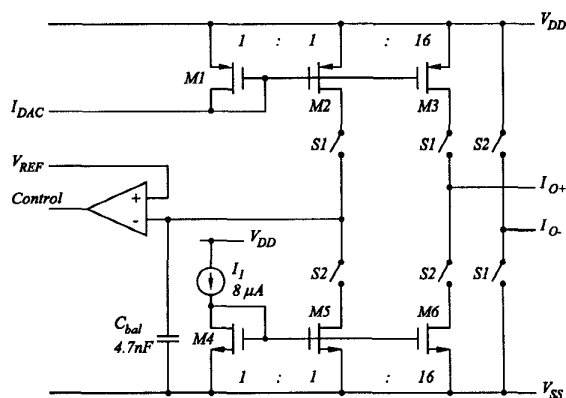 1 : 1 : 16
V_DD
M1
M2
M3
I_DAC
S1
S1
S2
V_REF
Control
+
-
I_O+
I_O-
V_DD
S2
S2
S1
I_1
8 μA
C_bal
4.7nF
M4
M5
M6
1 : 1 : 16
V_SS